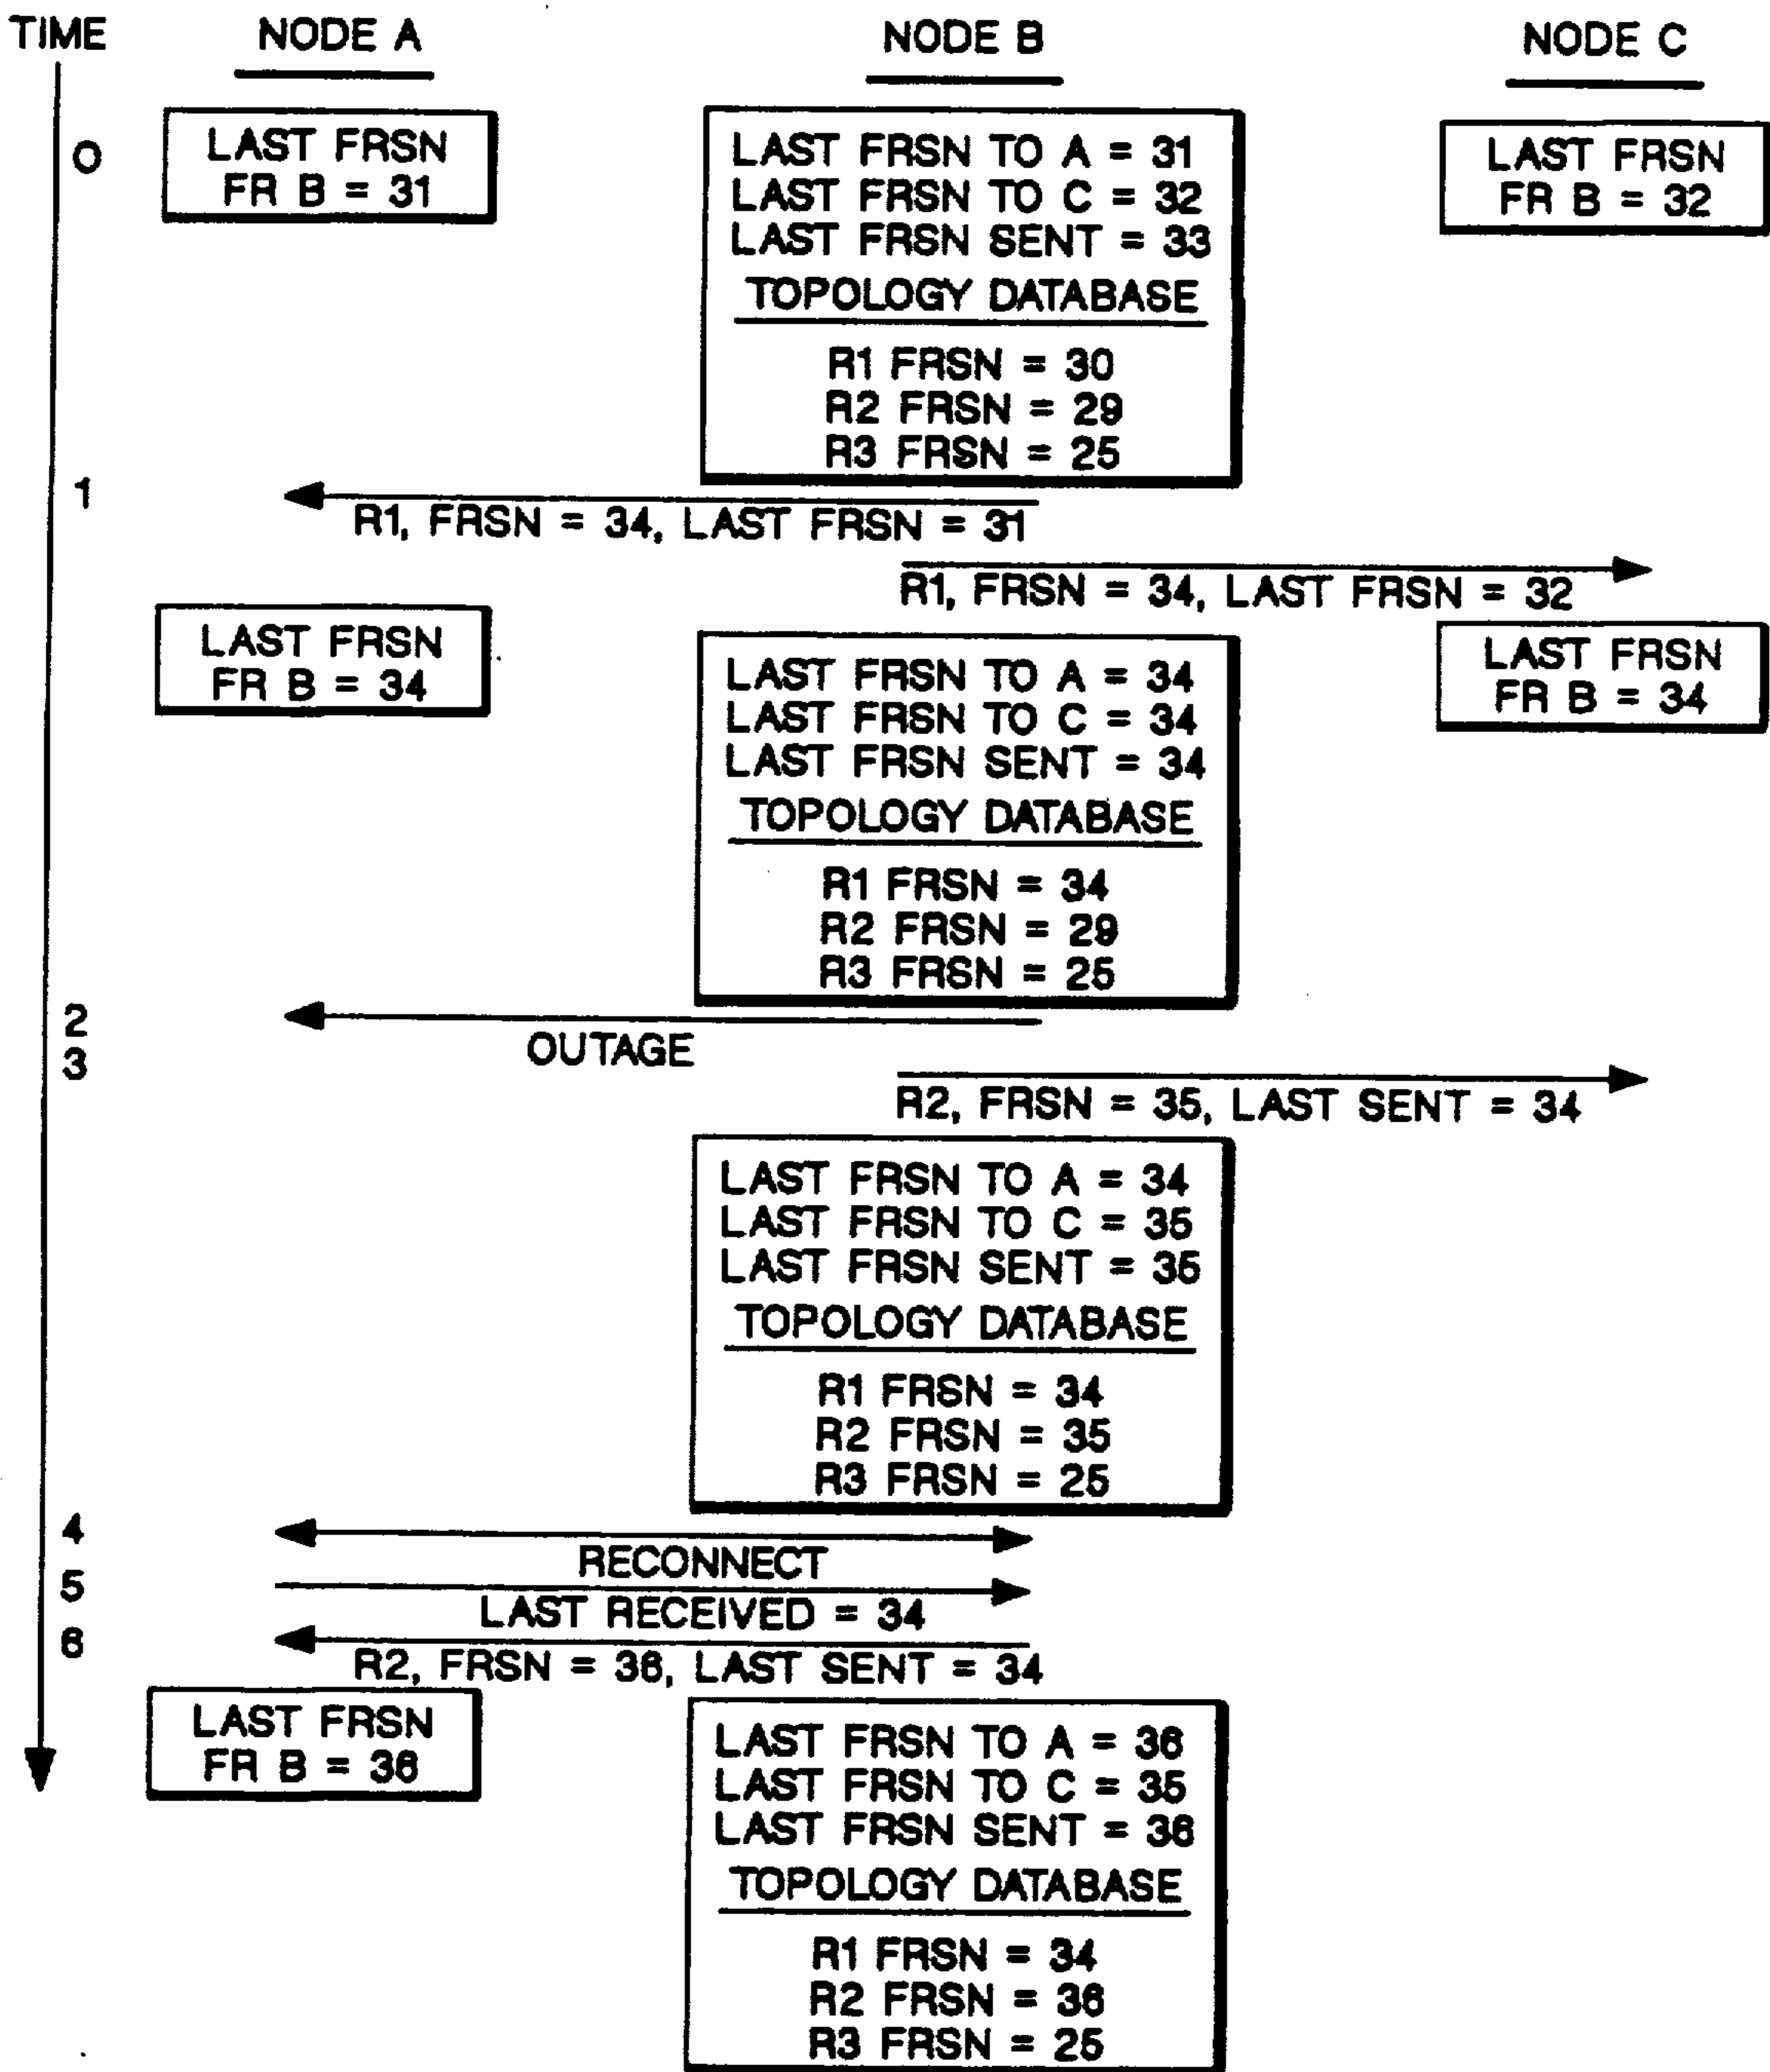 TIME
NODE A
NODE B
NODE C
0
LAST FRSN
FR B = 31
LAST FRSN TO A = 31
LAST FRSN TO C = 32
LAST FRSN SENT = 33
TOPOLOGY DATABASE
R1 FRSN = 30
R2 FRSN = 29
R3 FRSN = 25
LAST FRSN
FR B = 32
1
R1, FRSN = 34, LAST FRSN = 31
R1, FRSN = 34, LAST FRSN = 32
LAST FRSN
FR B = 34
LAST FRSN TO A = 34
LAST FRSN TO C = 34
LAST FRSN SENT = 34
TOPOLOGY DATABASE
R1 FRSN = 34
R2 FRSN = 29
R3 FRSN = 25
LAST FRSN
FR B = 34
2
OUTAGE
3
R2, FRSN = 35, LAST SENT = 34
LAST FRSN TO A = 34
LAST FRSN TO C = 35
LAST FRSN SENT = 35
TOPOLOGY DATABASE
R1 FRSN = 34
R2 FRSN = 35
R3 FRSN = 25
4
RECONNECT
5
LAST RECEIVED = 34
6
R2, FRSN = 36, LAST SENT = 34
LAST FRSN
FR B = 36
LAST FRSN TO A = 36
LAST FRSN TO C = 35
LAST FRSN SENT = 36
TOPOLOGY DATABASE
R1 FRSN = 34
R2 FRSN = 36
R3 FRSN = 25